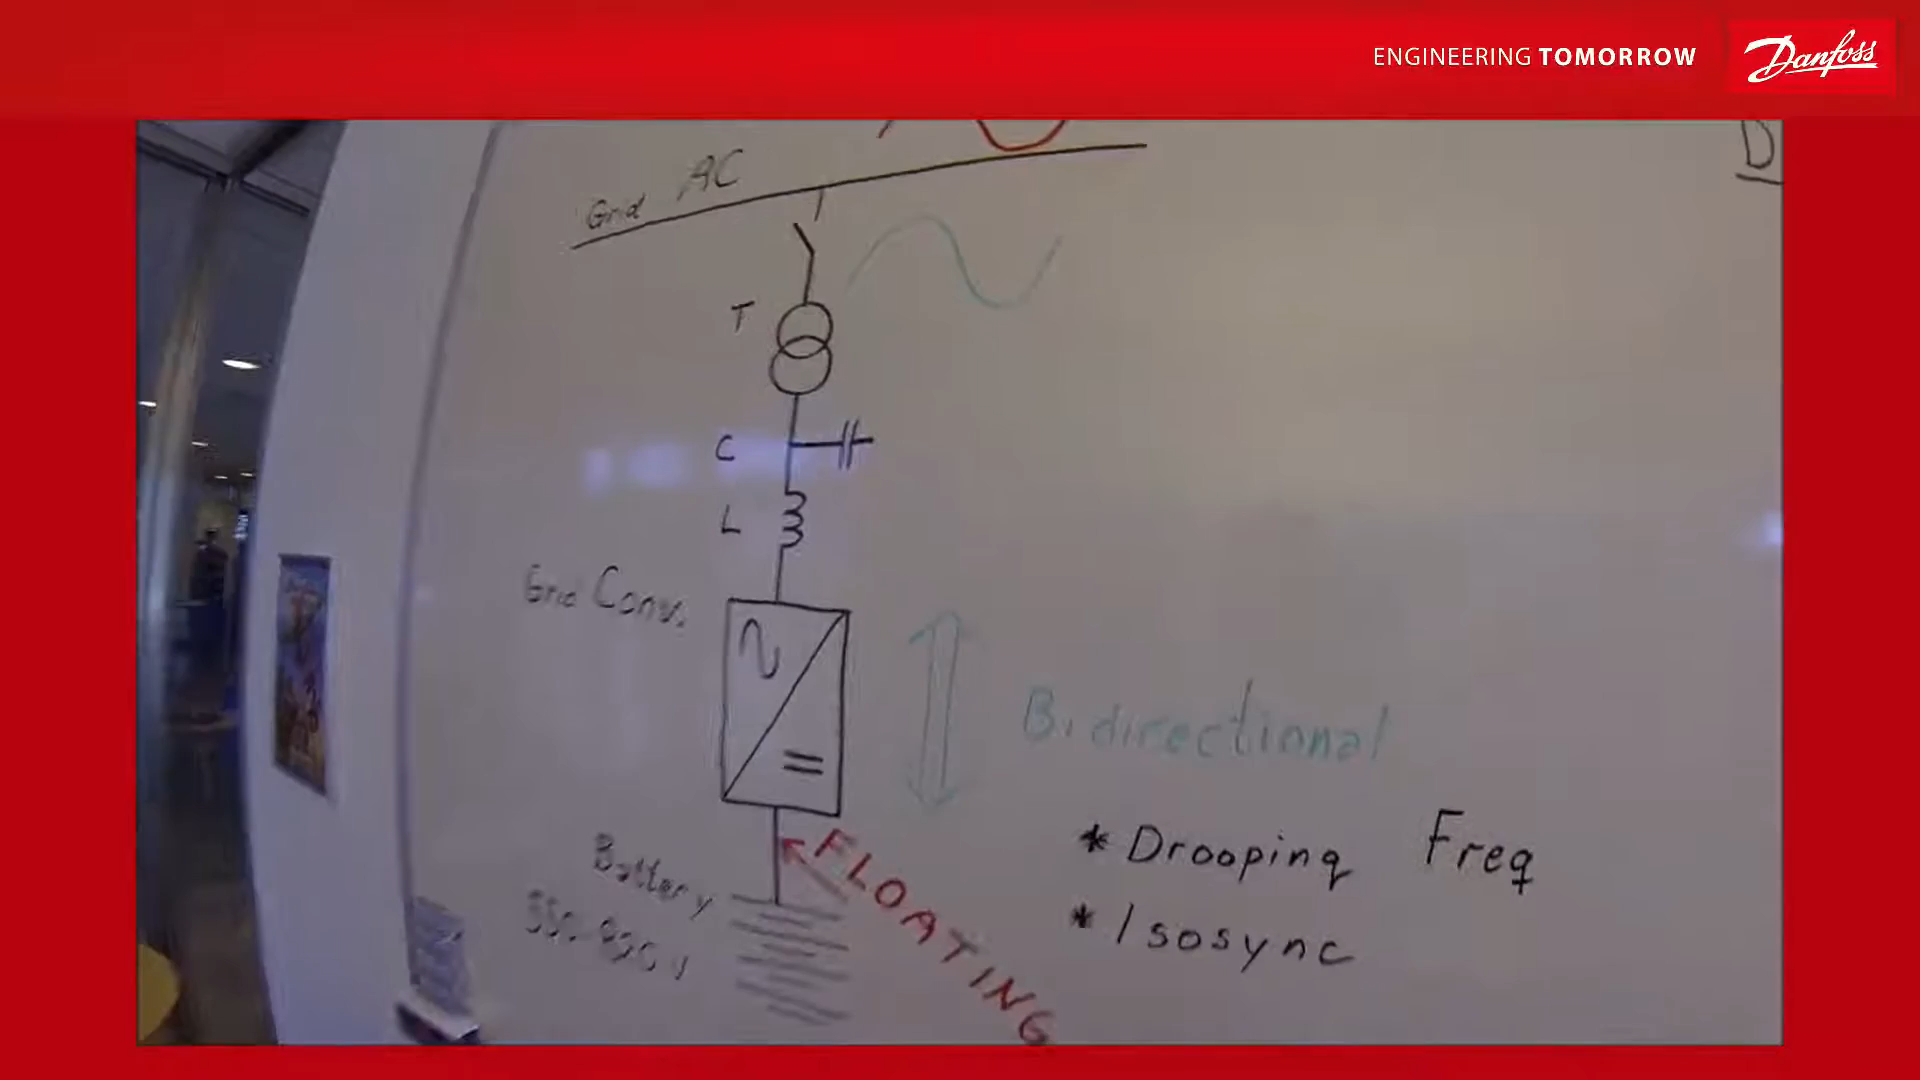 ENGINEERING TOMORROW
Danfoss
D
Grid AC
T
C
L
Grid Conv.
Bidirectional
* Drooping Freq
Battery
FLOATING
* Isosync